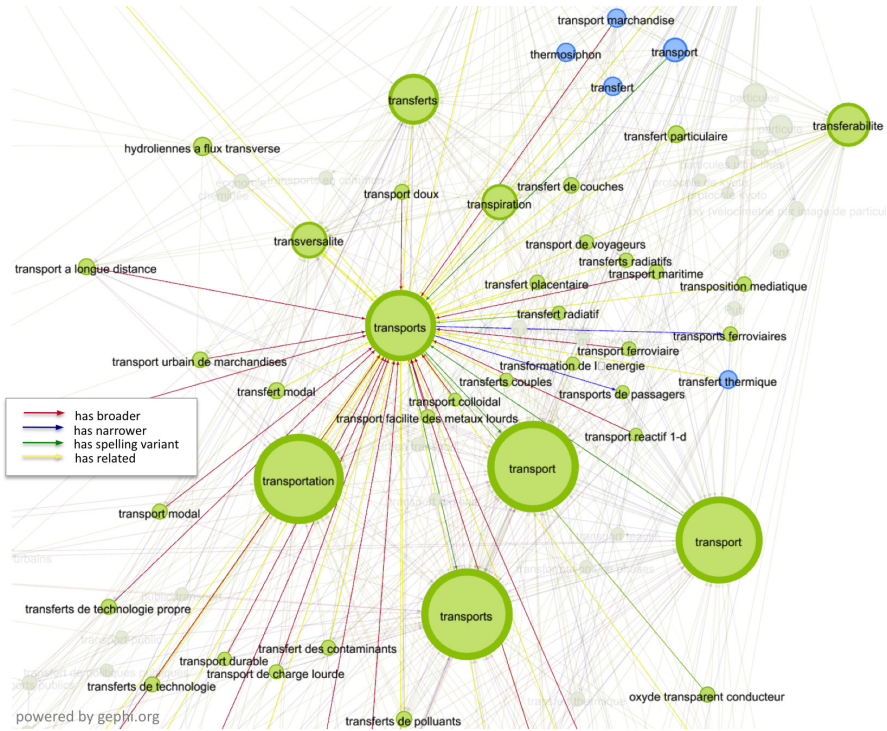 transport marchandise
thermosiphon
transport
transfert
transferts
particules
particule
transferabilite
transfert particulaire
hydroliennes a flux transverse
transport doux
transfert de couches
transpiration
transversalite
transport de voyageurs
transferts radiatifs
transport maritime
transport a longue distance
transfert placentaire
transposition mediatique
transfert radiatif
transports
transports ferroviaires
transport ferroviaire
transport urbain de marchandises
transformation de l energie
transferts couples
transfert thermique
transfert modal
transports de passagers
transport colloidal
transport facilite des metaux lourds
has broader
has narrower
has spelling variant
has related
transport reactif 1-d
transportation
transport
transport modal
transport
transferts de technologie propre
transports
transfert des contaminants
transport durable
transport de charge lourde
transferts de technologie
oxyde transparent conducteur
transferts de polluants
powered by gephi.org